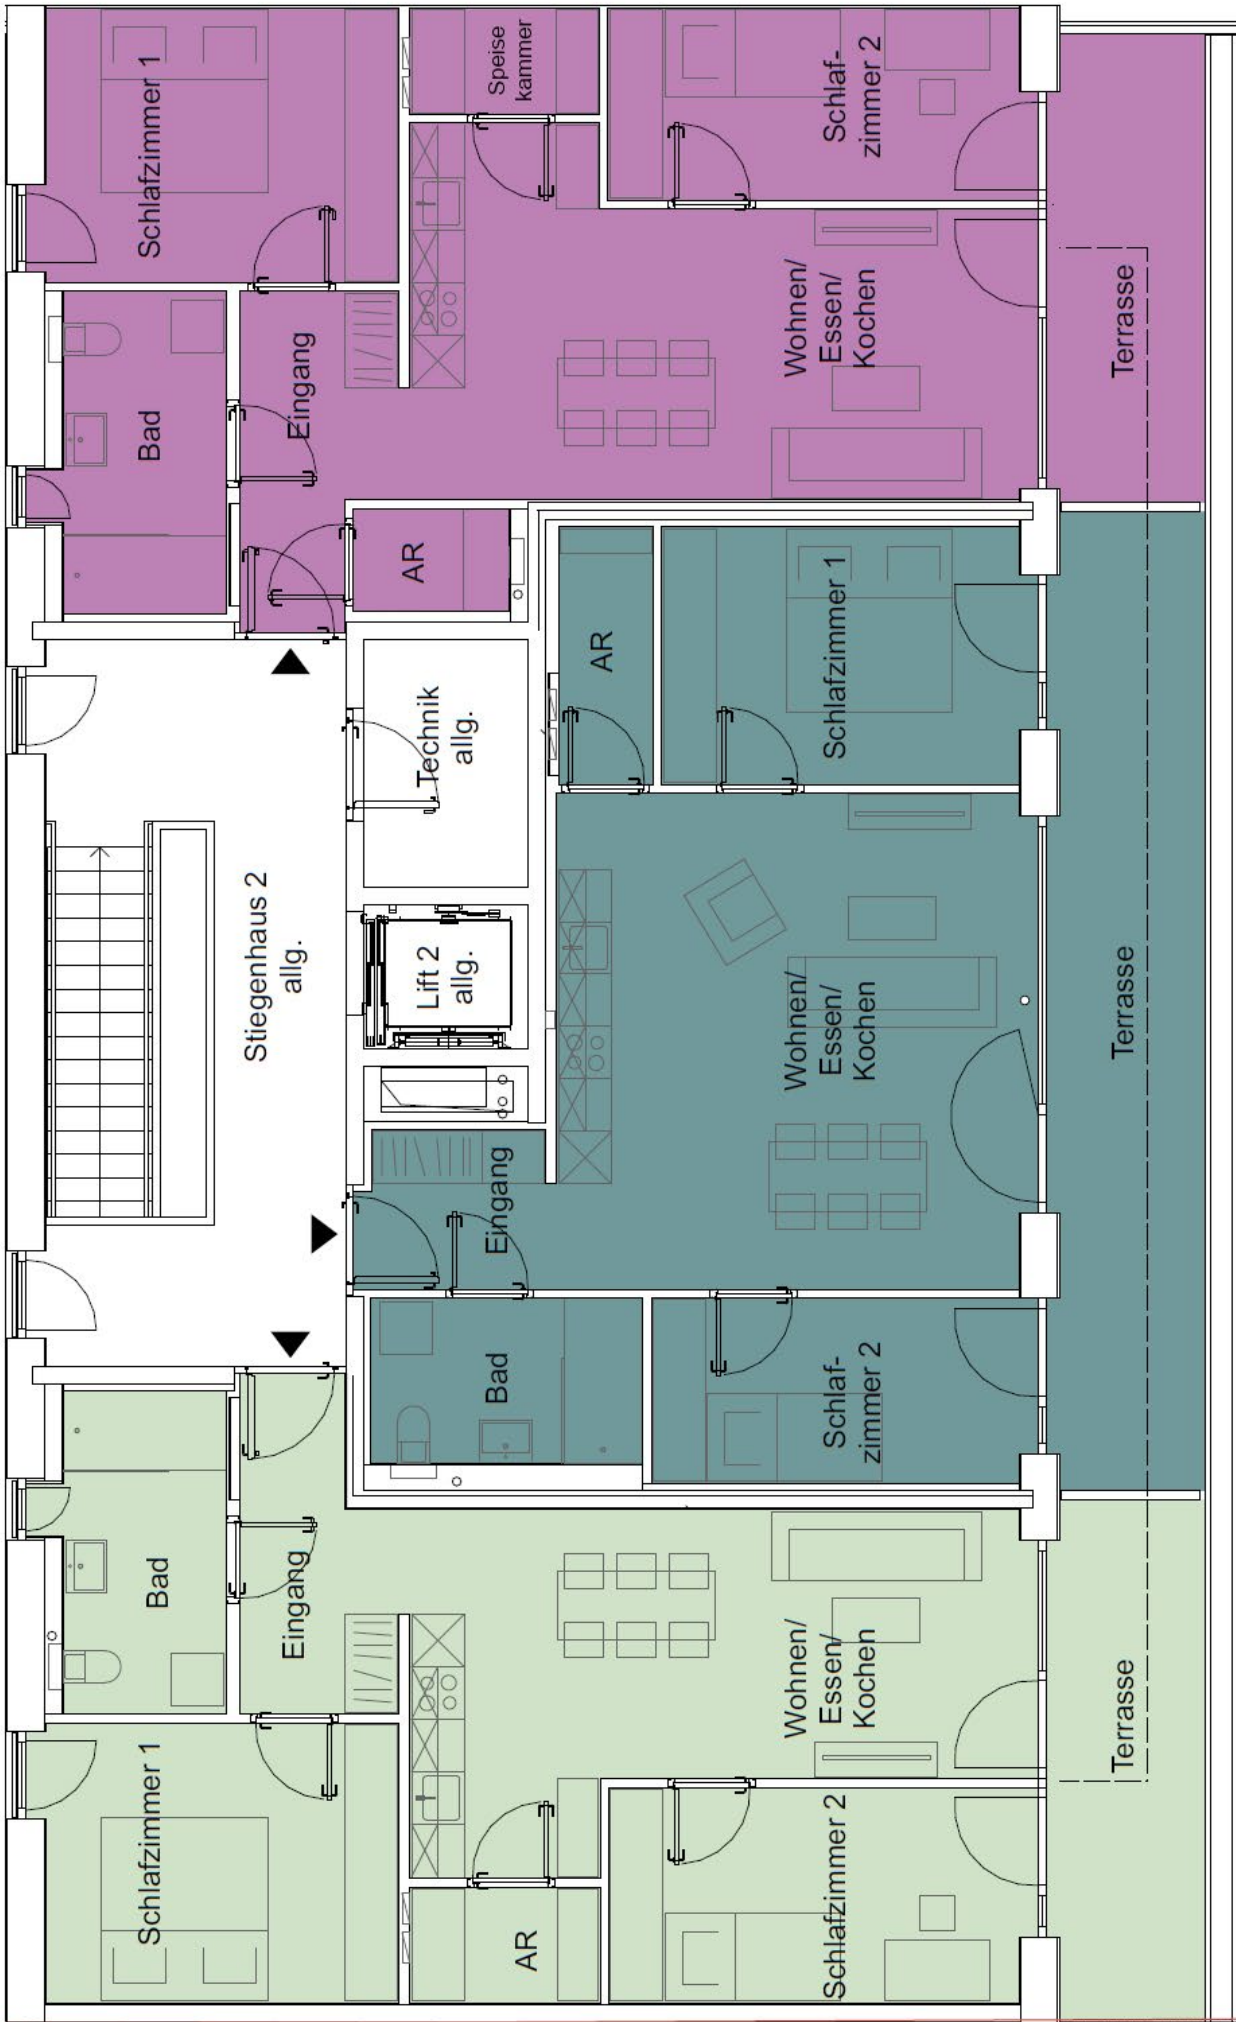 Schlafzimmer 1
Speise
kammer
Schlaf-
zimmer 2
Bad
Eingang
Wohnen/
Essen/
Kochen
Terrasse
AR
Technik
allg.
AR
Schlafzimmer 1
Stiegenhaus 2
allg.
Lift 2
allg.
Wohnen/
Essen/
Kochen
Terrasse
Eingang
Bad
Schlaf-
zimmer 2
Bad
Eingang
Wohnen/
Essen/
Kochen
Terrasse
Schlafzimmer 1
AR
Schlafzimmer 2